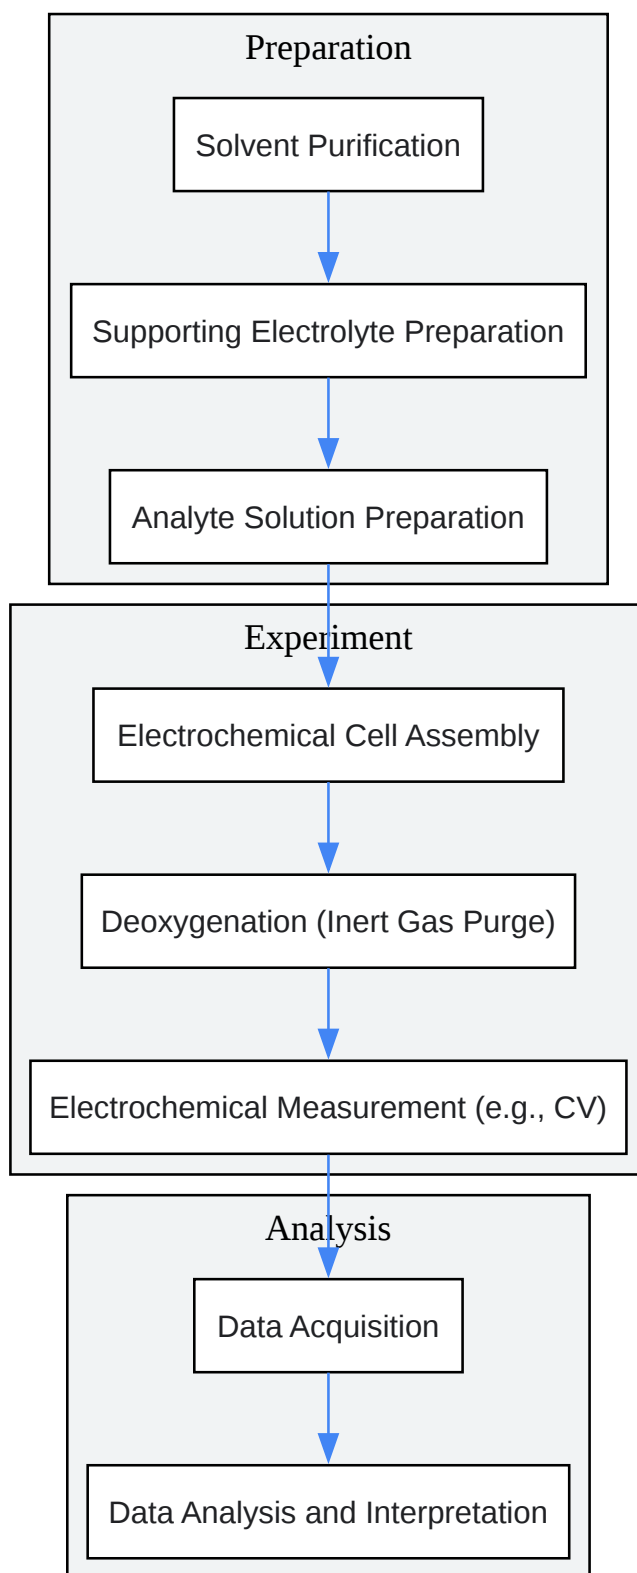 Preparation
Solvent Purification
Supporting Electrolyte Preparation
Analyte Solution Preparation
Experiment
Electrochemical Cell Assembly
Deoxygenation (Inert Gas Purge)
Electrochemical Measurement (e.g., CV)
Analysis
Data Acquisition
Data Analysis and Interpretation